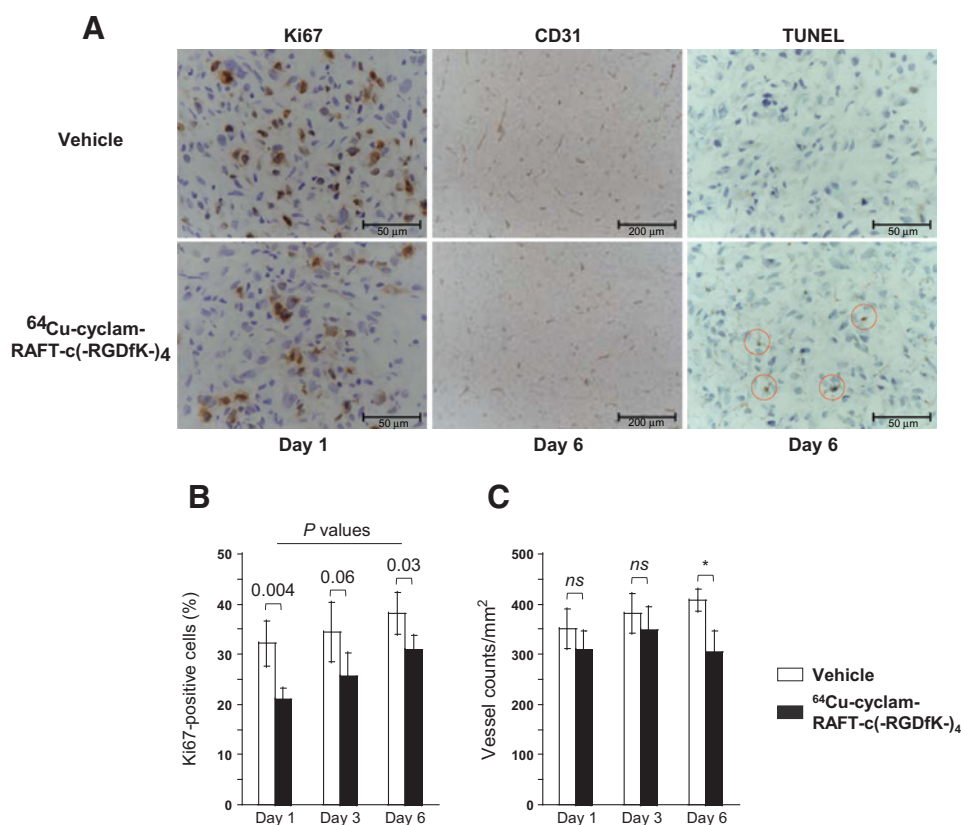 A
Ki67 CD31 TUNEL
Vehicle
50 µm 200 µm 50 µm
64Cu-cyclam-
RAFT-c(-RGDfK-)4
50 µm 200 µm 50 µm
Day 1 Day 6 Day 6
B
P values
Ki67-positive cells (%)
50
40
30
20
10
0
0.004 0.06 0.03
Day 1 Day 3 Day 6
C
Vessel counts/mm2
500
400
300
200
100
0
ns ns *
Day 1 Day 3 Day 6
Vehicle
64Cu-cyclam-
RAFT-c(-RGDfK-)4